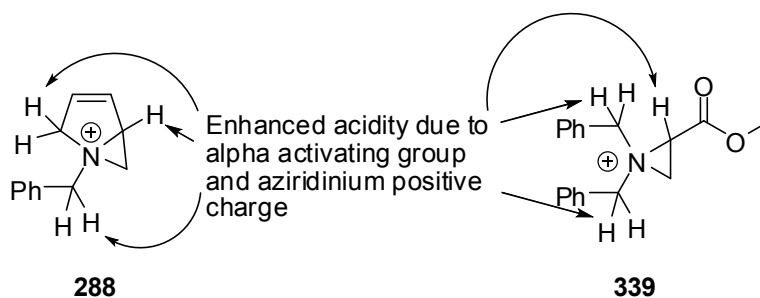 H
H
H
⊕
N
Ph
H
H
288
Enhanced acidity due to
alpha activating group
and aziridinium positive
charge
H
H
H
O
Ph
O
⊕
N
Ph
H
H
339